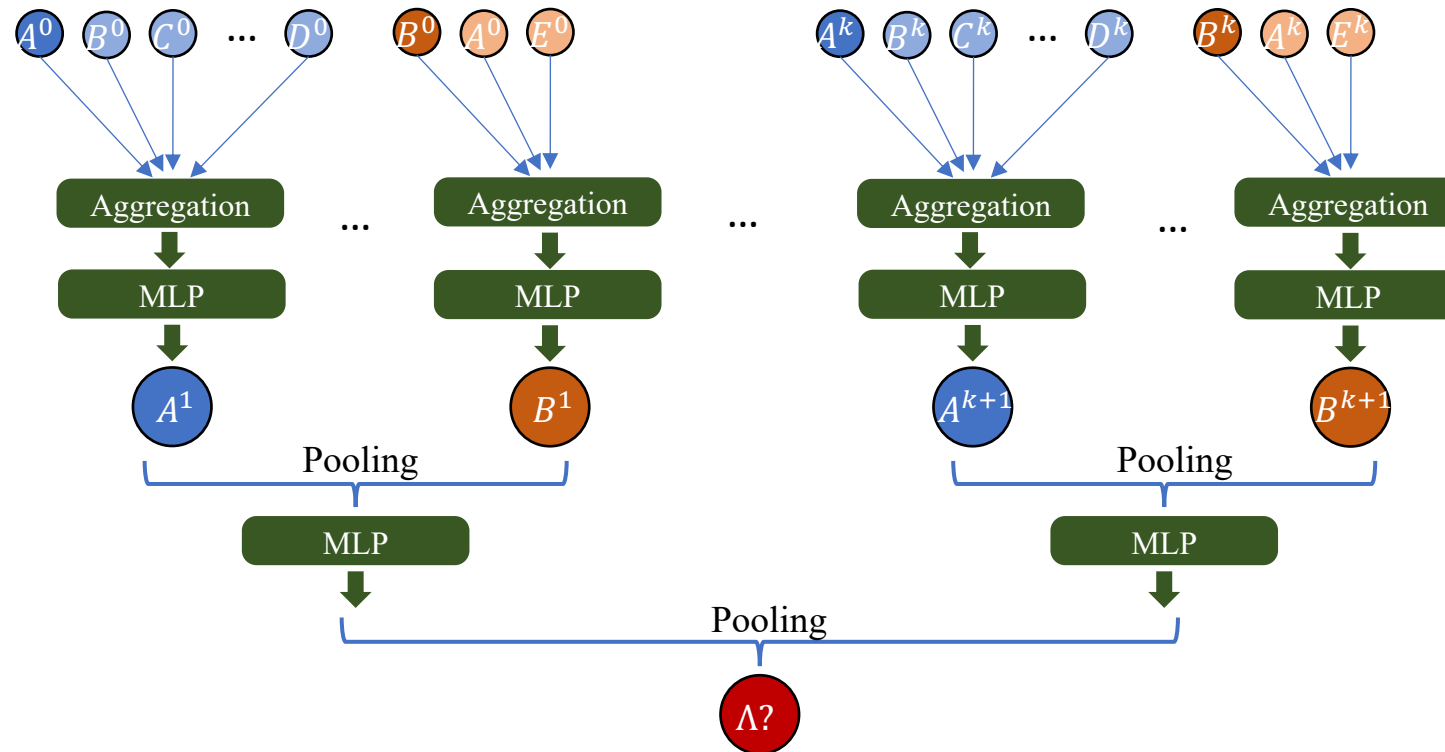 A⁰ B⁰ C⁰ ... D⁰ B⁰ A⁰ E⁰ Aᵏ Bᵏ Cᵏ ... Dᵏ Bᵏ Aᵏ Eᵏ
Aggregation ... Aggregation ... Aggregation ... Aggregation
MLP MLP MLP MLP
A¹ B¹ Aᵏ⁺¹ Bᵏ⁺¹
Pooling Pooling
MLP MLP
Pooling
Λ?